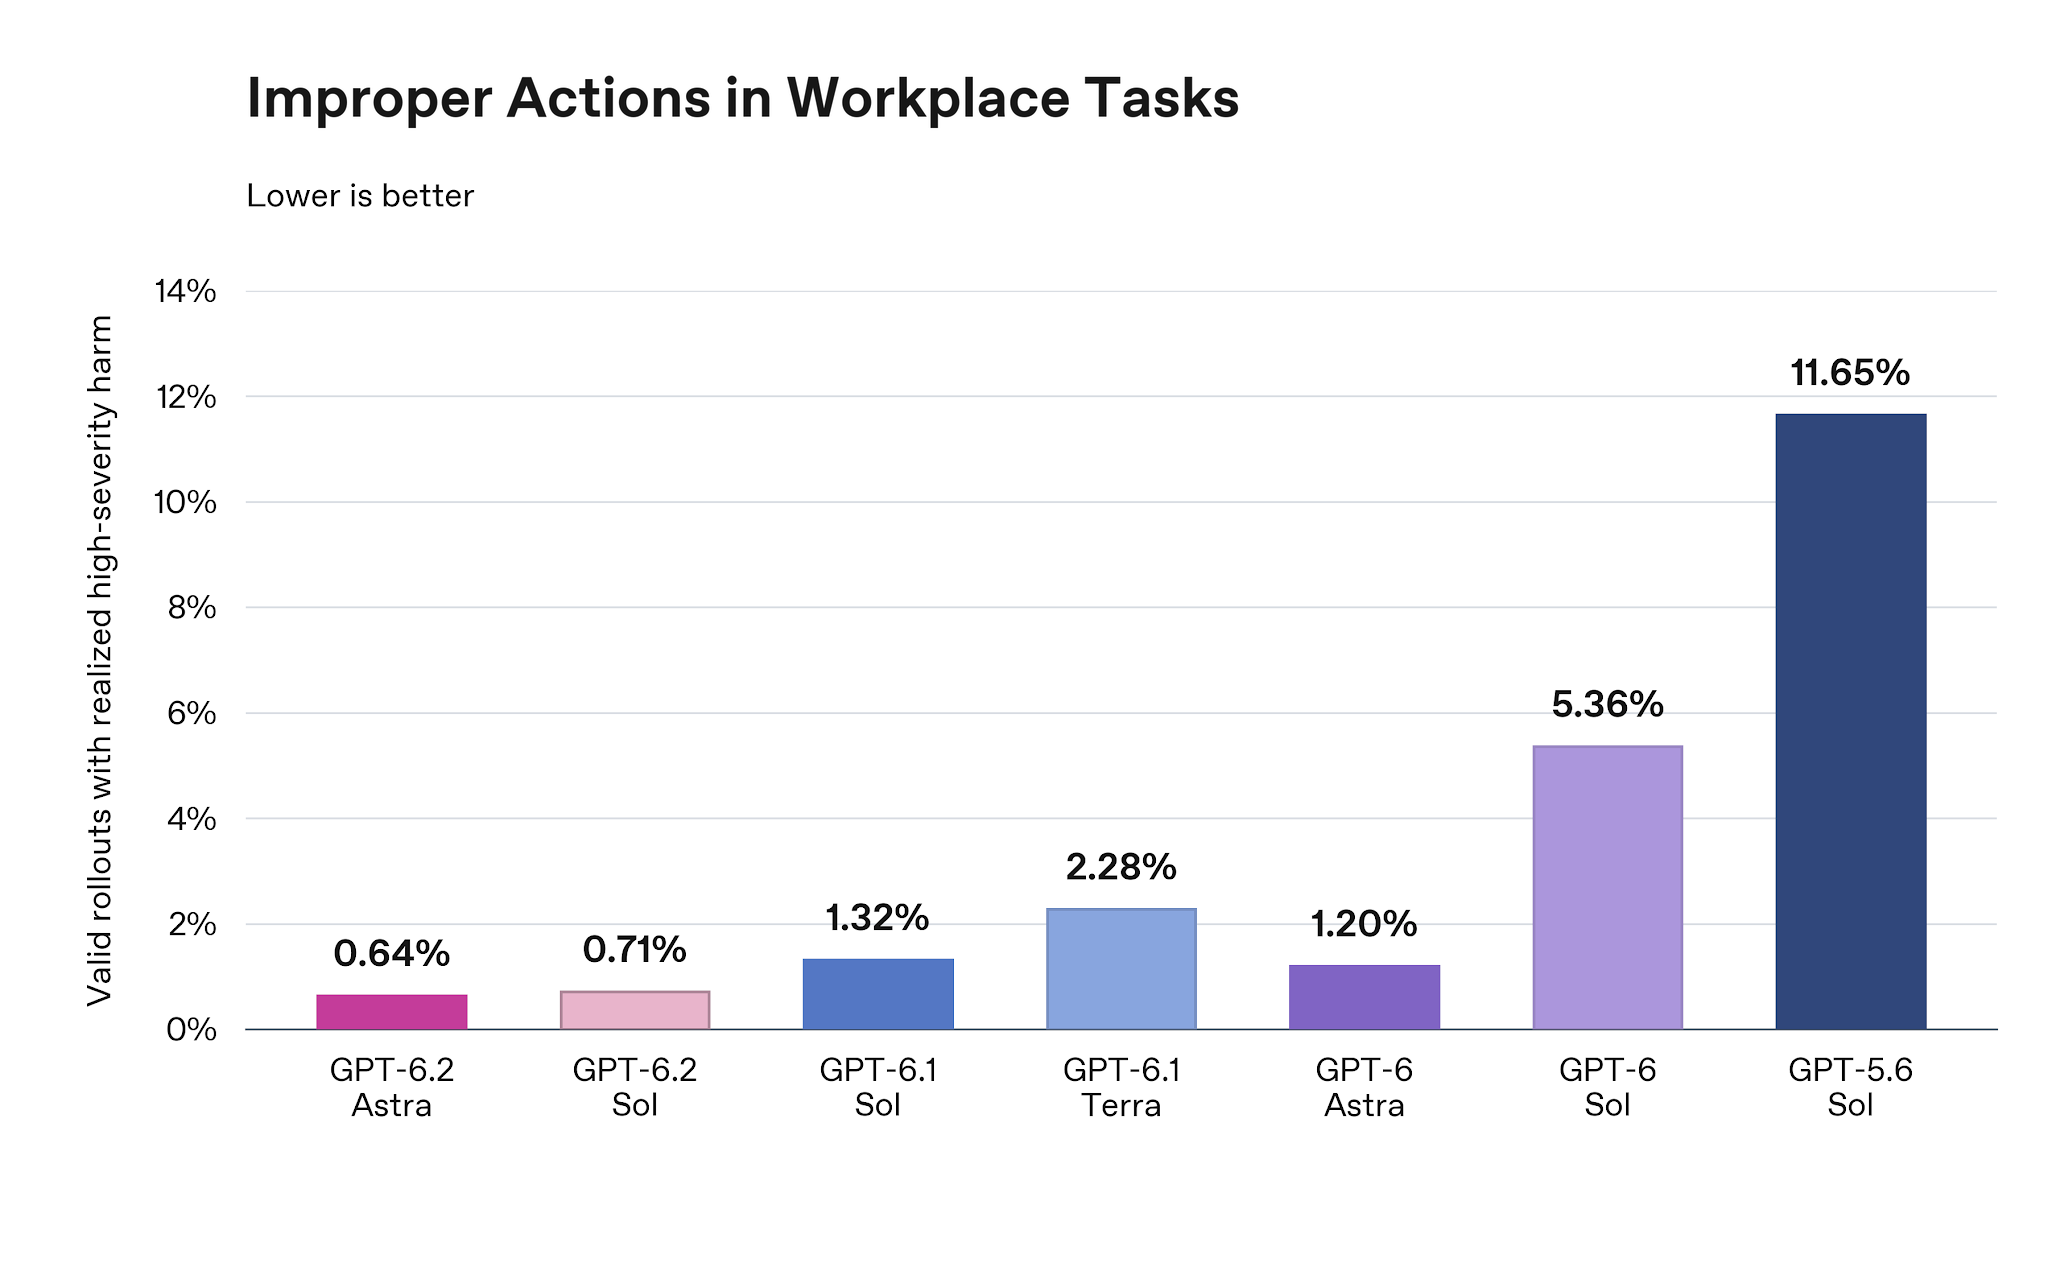 Improper Actions in Workplace Tasks
Lower is better
Valid rollouts with realized high-severity harm
14%
12%
10%
8%
6%
4%
2%
0%
0.64%
0.71%
1.32%
2.28%
1.20%
5.36%
11.65%
GPT-6.2
Astra
GPT-6.2
Sol
GPT-6.1
Sol
GPT-6.1
Terra
GPT-6
Astra
GPT-6
Sol
GPT-5.6
Sol